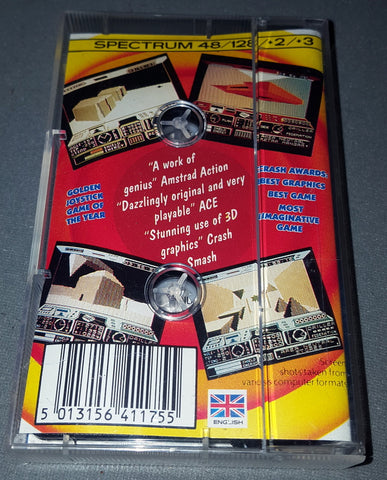 SPECTRUM 48/128/+2/+3
"A work of
genius" Amstrad Action
"Dazzlingly original and very
playable" ACE
"Stunning use of 3D
graphics" Crash
Smash
GOLDEN
JOYSTICK
GAME OF
THE YEAR
CRASH AWARDS
BEST GRAPHICS
BEST GAME
MOST
IMAGINATIVE
GAME
Screen
shots taken from
various computer formats
5 013156 411755
ENGLISH